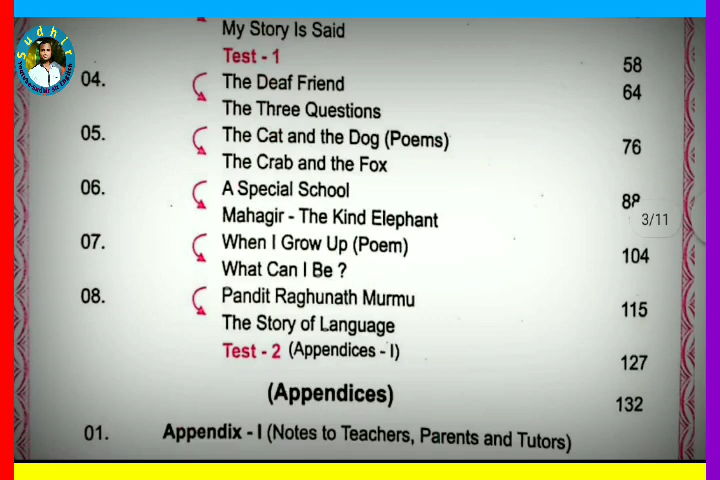 My Story Is Said
Test - 1 58
04. The Deaf Friend 64
The Three Questions
05. The Cat and the Dog (Poems) 76
The Crab and the Fox
06. A Special School 88
Mahagir - The Kind Elephant 3/11
07. When I Grow Up (Poem) 104
What Can I Be ?
08. Pandit Raghunath Murmu 115
The Story of Language
Test - 2 (Appendices - I) 127
(Appendices) 132
01. Appendix - I (Notes to Teachers, Parents and Tutors)
Sudhir